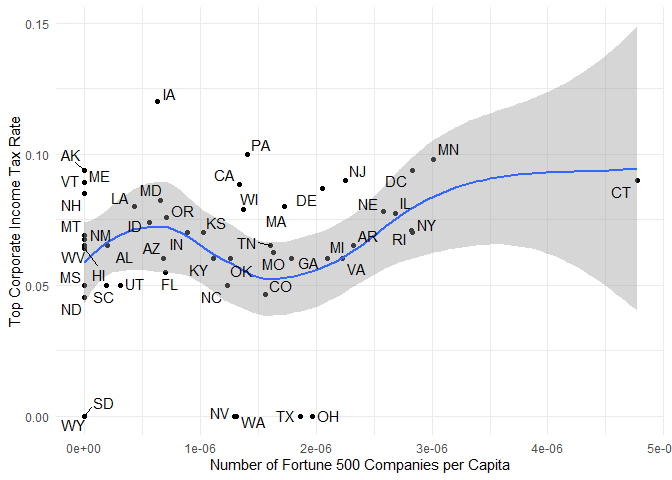 0.15
0.10
0.05
0.00
Top Corporate Income Tax Rate
IA
AK
PA
MN
VT
ME
CA
NJ
DC
CT
NH
LA
MD
WI
DE
MA
NE
IL
MT
ID
OR
KS
NY
RI
NM
IN
TN
AR
WV
AL
AZ
MO
MI
HI
KY
OK
GA
VA
MS
UT
FL
CO
SC
NC
ND
SD
WY
NV
WA
TX
OH
0e+00
1e-06
2e-06
3e-06
4e-06
5e-0
Number of Fortune 500 Companies per Capita